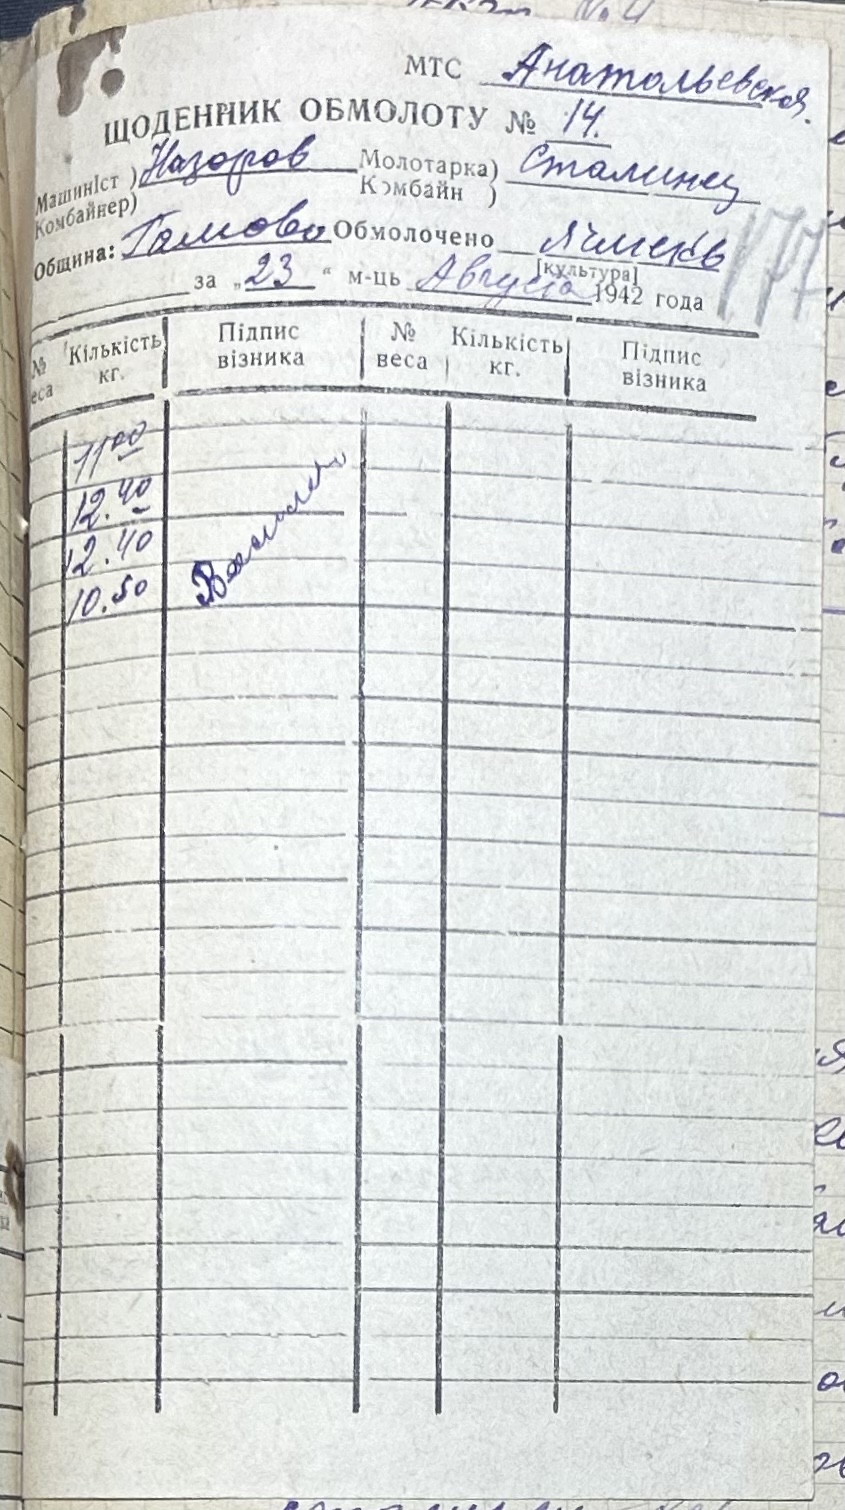 МТС Анатольевская.
ЩОДЕННИК ОБМОЛОТУ № 14.
Машиніст ) Назоров Молотарка) Сталинец
Комбайнер) Комбайн )
Община: Обмолочено Ячмень
[культура]
за „23“ м-ць Августа 1942 года
177
№ веса Кількість кг. Підпис візника № веса Кількість кг. Підпис візника
11 00
12.40
12.40
10.50